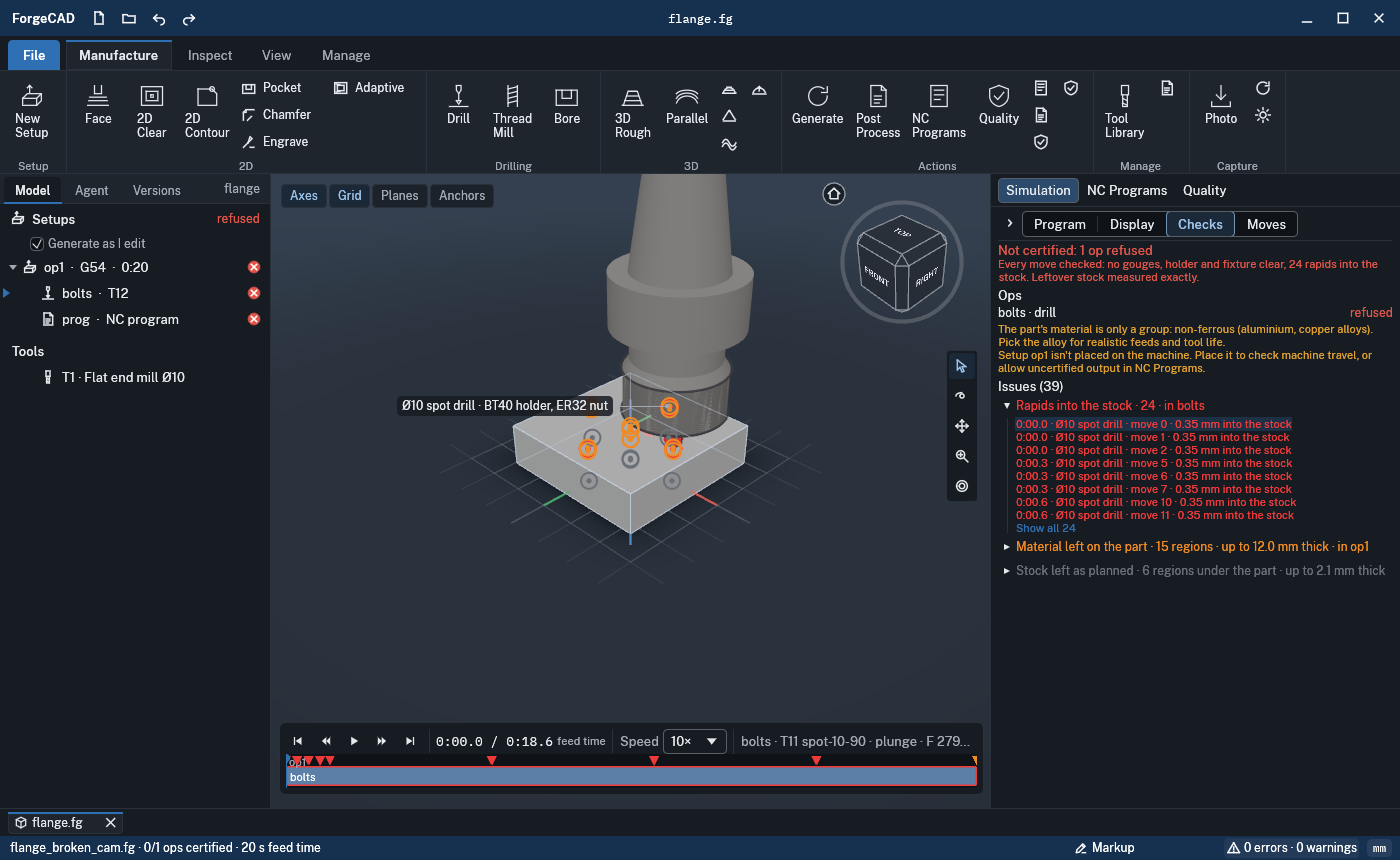 ForgeCAD
flange.fg
File
Manufacture
Inspect
View
Manage
New Setup
Setup
Face
2D Clear
2D Contour
Pocket
Chamfer
Engrave
Adaptive
2D
Drill
Thread Mill
Bore
Drilling
3D Rough
Parallel
3D
Generate
Post Process
NC Programs
Quality
Actions
Tool Library
Manage
Photo
Capture
Model
Agent
Versions
flange
Setups
refused
Generate as I edit
op1 · G54 · 0:20
bolts · T12
prog · NC program
Tools
T1 · Flat end mill Ø10
Axes
Grid
Planes
Anchors
TOP
FRONT
RIGHT
Ø10 spot drill · BT40 holder, ER32 nut
0:00.0 / 0:18.6 feed time
Speed
10×
bolts · T11 spot-10-90 · plunge · F 279...
op1
bolts
Simulation
NC Programs
Quality
Program
Display
Checks
Moves
Not certified: 1 op refused
Every move checked: no gouges, holder and fixture clear, 24 rapids into the
stock. Leftover stock measured exactly.
Ops
bolts · drill
refused
The part's material is only a group: non-ferrous (aluminium, copper alloys).
Pick the alloy for realistic feeds and tool life.
Setup op1 isn't placed on the machine. Place it to check machine travel, or
allow uncertified output in NC Programs.
Issues (39)
Rapids into the stock · 24 · in bolts
0:00.0 · Ø10 spot drill · move 0 · 0.35 mm into the stock
0:00.0 · Ø10 spot drill · move 1 · 0.35 mm into the stock
0:00.0 · Ø10 spot drill · move 2 · 0.35 mm into the stock
0:00.3 · Ø10 spot drill · move 5 · 0.35 mm into the stock
0:00.3 · Ø10 spot drill · move 6 · 0.35 mm into the stock
0:00.3 · Ø10 spot drill · move 7 · 0.35 mm into the stock
0:00.6 · Ø10 spot drill · move 10 · 0.35 mm into the stock
0:00.6 · Ø10 spot drill · move 11 · 0.35 mm into the stock
Show all 24
Material left on the part · 15 regions · up to 12.0 mm thick · in op1
Stock left as planned · 6 regions under the part · up to 2.1 mm thick
flange.fg
flange_broken_cam.fg · 0/1 ops certified · 20 s feed time
Markup
0 errors · 0 warnings
mm